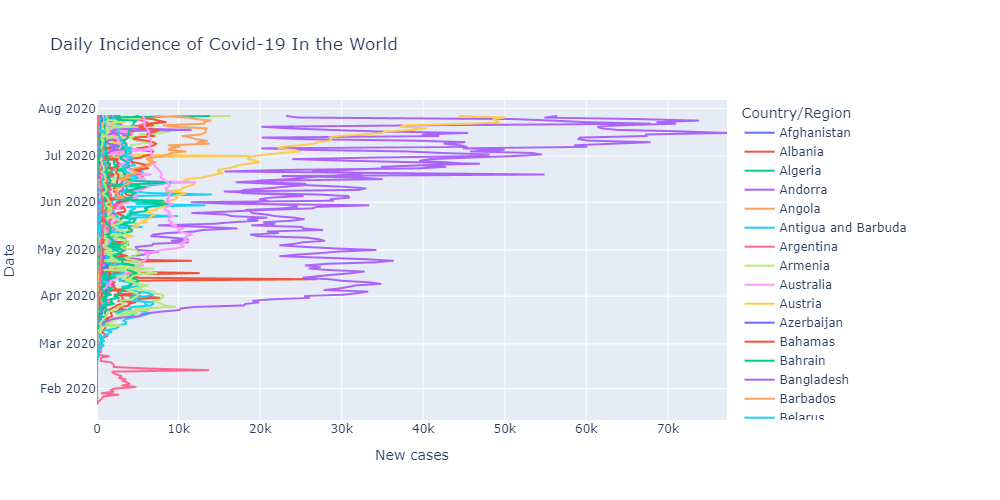 Daily Incidence of Covid-19 In the World
Country/Region
Afghanistan
Albania
Algeria
Andorra
Angola
Antigua and Barbuda
Argentina
Armenia
Australia
Austria
Azerbaijan
Bahamas
Bahrain
Bangladesh
Barbados
Belarus
Date
Aug 2020
Jul 2020
Jun 2020
May 2020
Apr 2020
Mar 2020
Feb 2020
0 10k 20k 30k 40k 50k 60k 70k
New cases